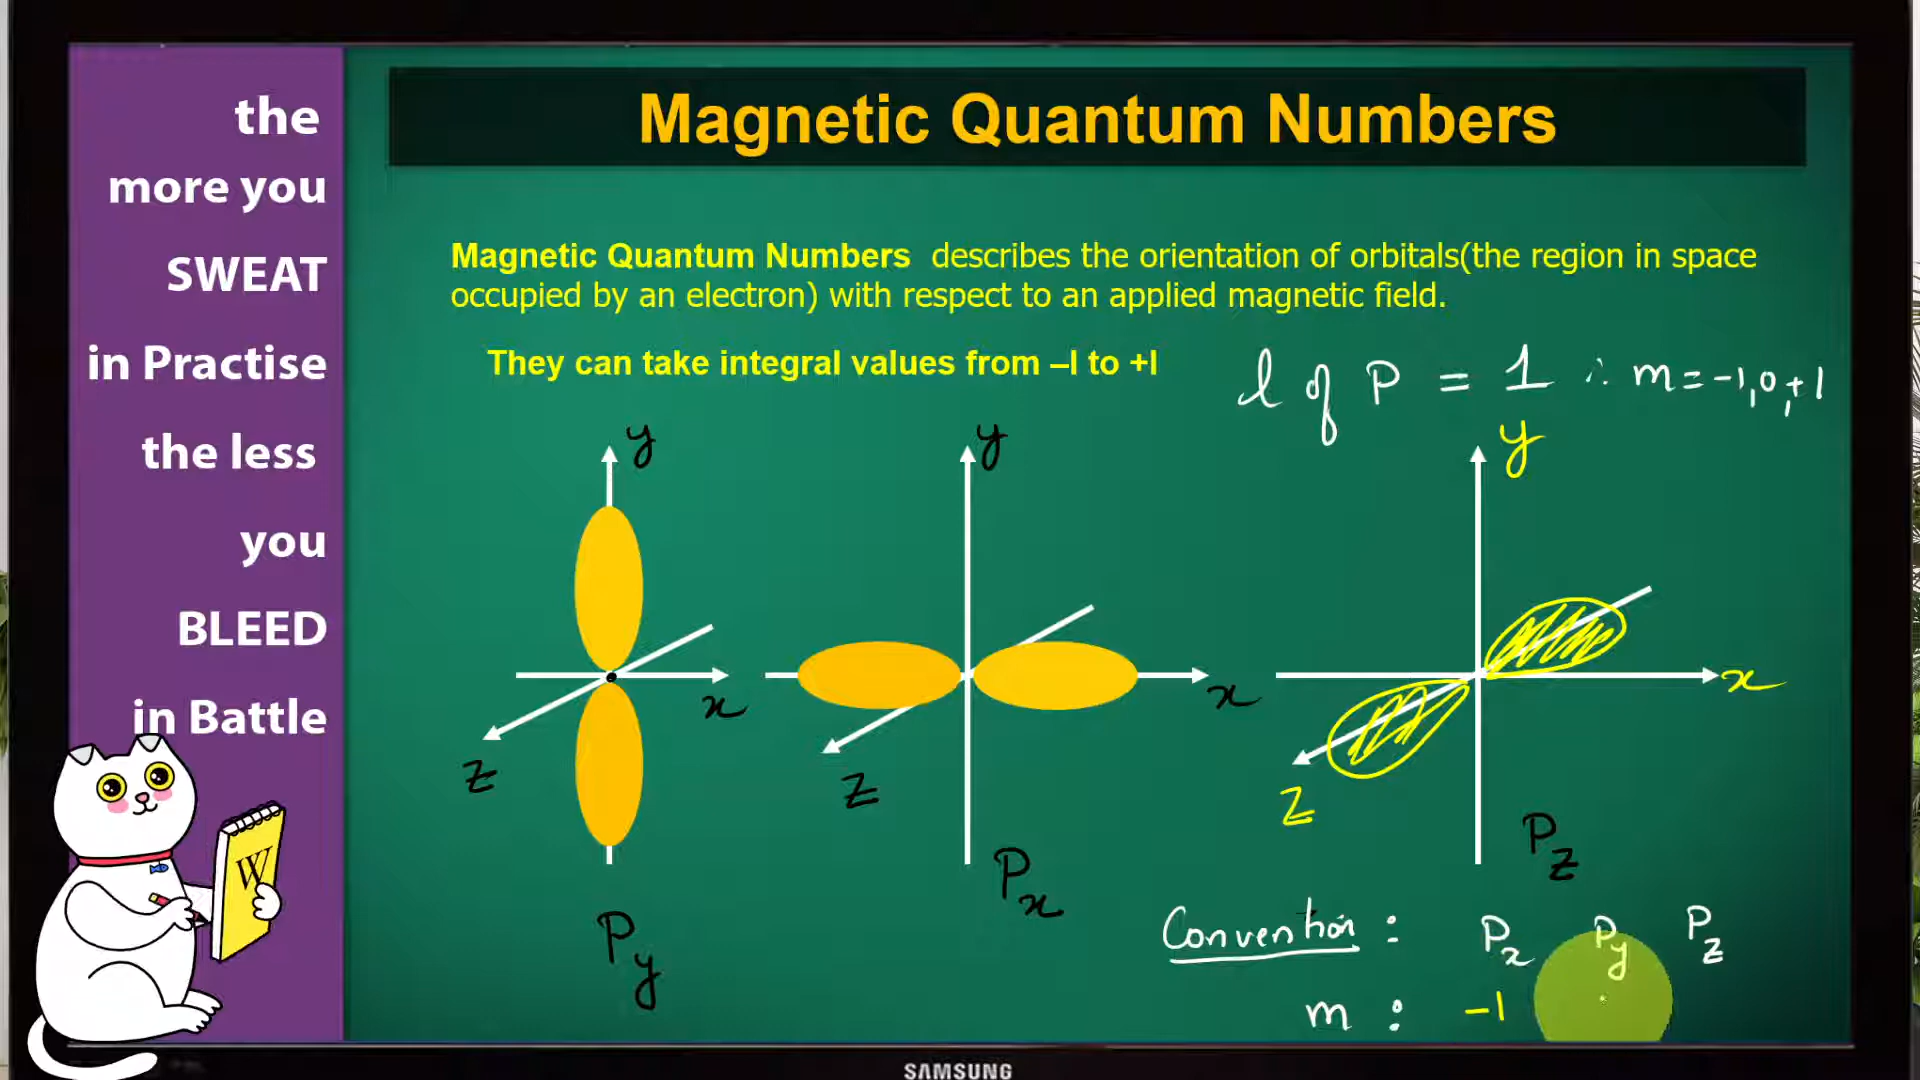 the
more you
SWEAT
in Practise
the less
you
BLEED
in Battle
W
Magnetic Quantum Numbers
Magnetic Quantum Numbers describes the orientation of orbitals(the region in space
occupied by an electron) with respect to an applied magnetic field.
They can take integral values from –l to +l
l of P = 1 ∴ m = -1, 0, +1
y
x
z
Py
y
x
z
Px
y
x
z
Pz
Convention : Px Py Pz
m : -1
SAMSUNG